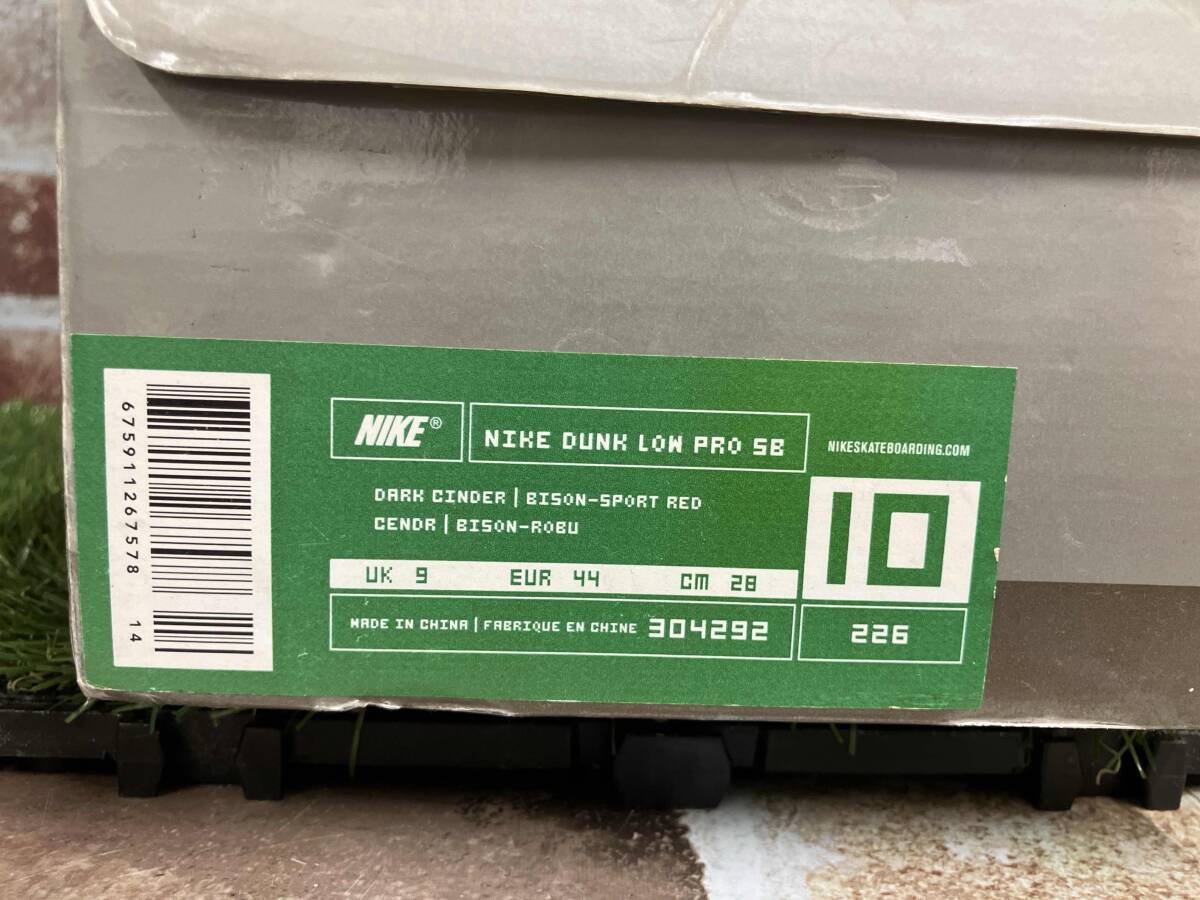 675911267578 14
NIKE®
NIKE DUNK LOW PRO SB
NIKESKATEBOARDING.COM
DARK CINDER | BISON-SPORT RED
CENDR | BISON-ROBU
10
UK 9 EUR 44 CM 28
MADE IN CHINA | FABRIQUE EN CHINE 304292
226